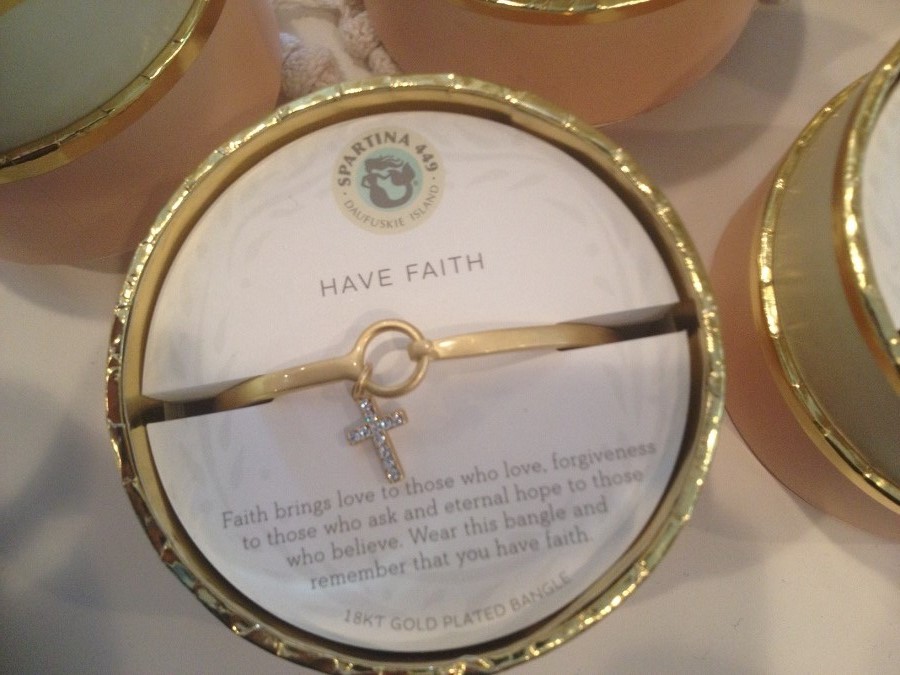 SPARTINA 449
DAUFUSKIE ISLAND
HAVE FAITH
Faith brings love to those who love, forgiveness
to those who ask and eternal hope to those
who believe. Wear this bangle and
remember that you have faith.
18KT GOLD PLATED BANGLE